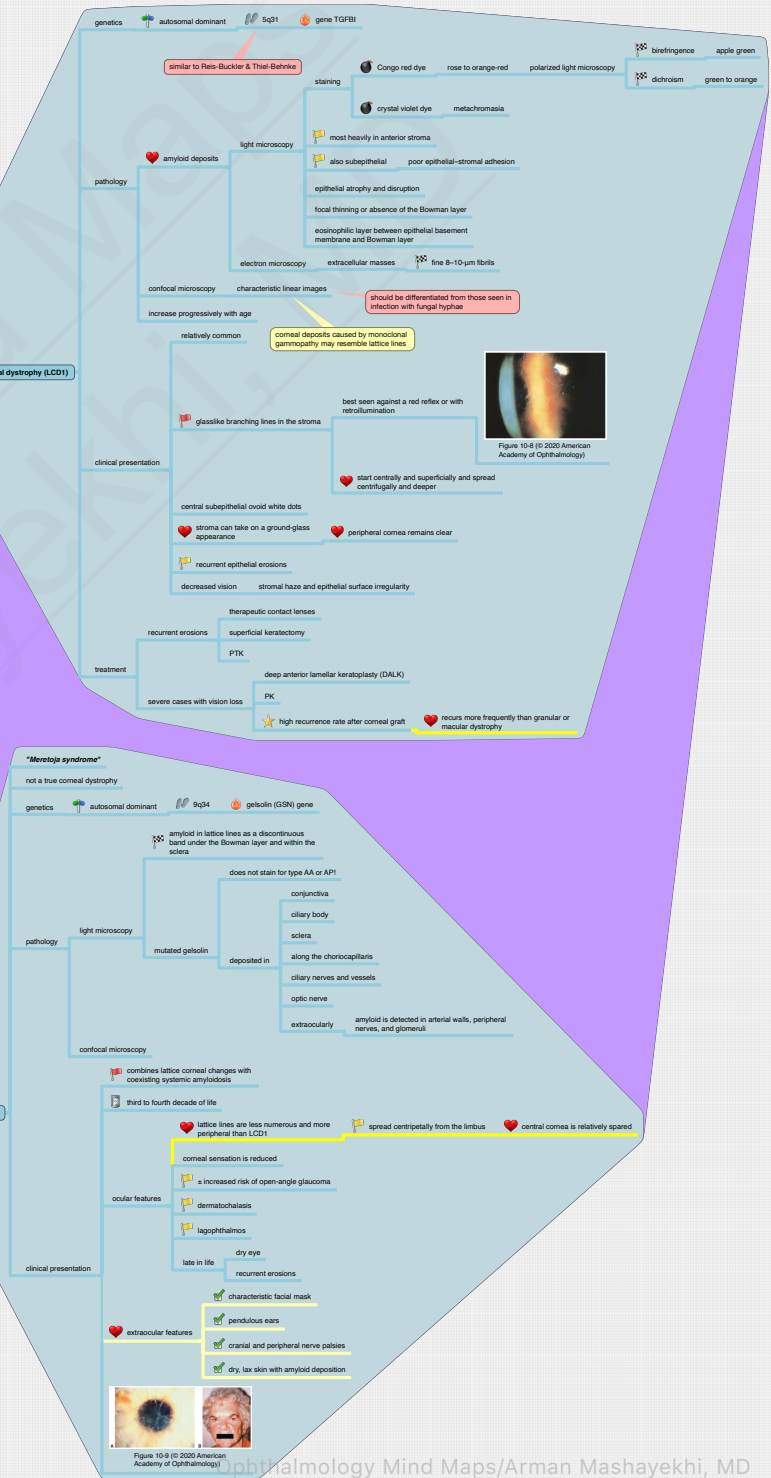 genetics
autosomal dominant
5q31
gene TGFBI
similar to Reis-Buckler & Thiel-Behnke
pathology
amyloid deposits
light microscopy
staining
Congo red dye
rose to orange-red
polarized light microscopy
birefringence
apple green
dichroism
green to orange
crystal violet dye
metachromasia
most heavily in anterior stroma
also subepithelial
poor epithelial–stromal adhesion
epithelial atrophy and disruption
focal thinning or absence of the Bowman layer
eosinophilic layer between epithelial basement
membrane and Bowman layer
electron microscopy
extracellular masses
fine 8–10-μm fibrils
confocal microscopy
characteristic linear images
should be differentiated from those seen in
infection with fungal hyphae
corneal deposits caused by monoclonal
gammopathy may resemble lattice lines
increase progressively with age
al dystrophy (LCD1)
clinical presentation
relatively common
glasslike branching lines in the stroma
best seen against a red reflex or with
retroillumination
Figure 10-8 (© 2020 American
Academy of Ophthalmology)
start centrally and superficially and spread
centrifugally and deeper
central subepithelial ovoid white dots
stroma can take on a ground-glass
appearance
peripheral cornea remains clear
recurrent epithelial erosions
decreased vision
stromal haze and epithelial surface irregularity
treatment
recurrent erosions
therapeutic contact lenses
superficial keratectomy
PTK
severe cases with vision loss
deep anterior lamellar keratoplasty (DALK)
PK
high recurrence rate after corneal graft
recurs more frequently than granular or
macular dystrophy
"Meretoja syndrome"
not a true corneal dystrophy
genetics
autosomal dominant
9q34
gelsolin (GSN) gene
pathology
light microscopy
amyloid in lattice lines as a discontinuous
band under the Bowman layer and within the
sclera
mutated gelsolin
does not stain for type AA or AP!
deposited in
conjunctiva
ciliary body
sclera
along the choriocapillaris
ciliary nerves and vessels
optic nerve
extraocularly
amyloid is detected in arterial walls, peripheral
nerves, and glomeruli
confocal microscopy
clinical presentation
combines lattice corneal changes with
coexisting systemic amyloidosis
third to fourth decade of life
ocular features
lattice lines are less numerous and more
peripheral than LCD1
spread centripetally from the limbus
central cornea is relatively spared
corneal sensation is reduced
± increased risk of open-angle glaucoma
dermatochalasis
lagophthalmos
late in life
dry eye
recurrent erosions
extraocular features
characteristic facial mask
pendulous ears
cranial and peripheral nerve palsies
dry, lax skin with amyloid deposition
A
B
Figure 10-9 (© 2020 American
Academy of Ophthalmology)
Ophthalmology Mind Maps/Arman Mashayekhi, MD